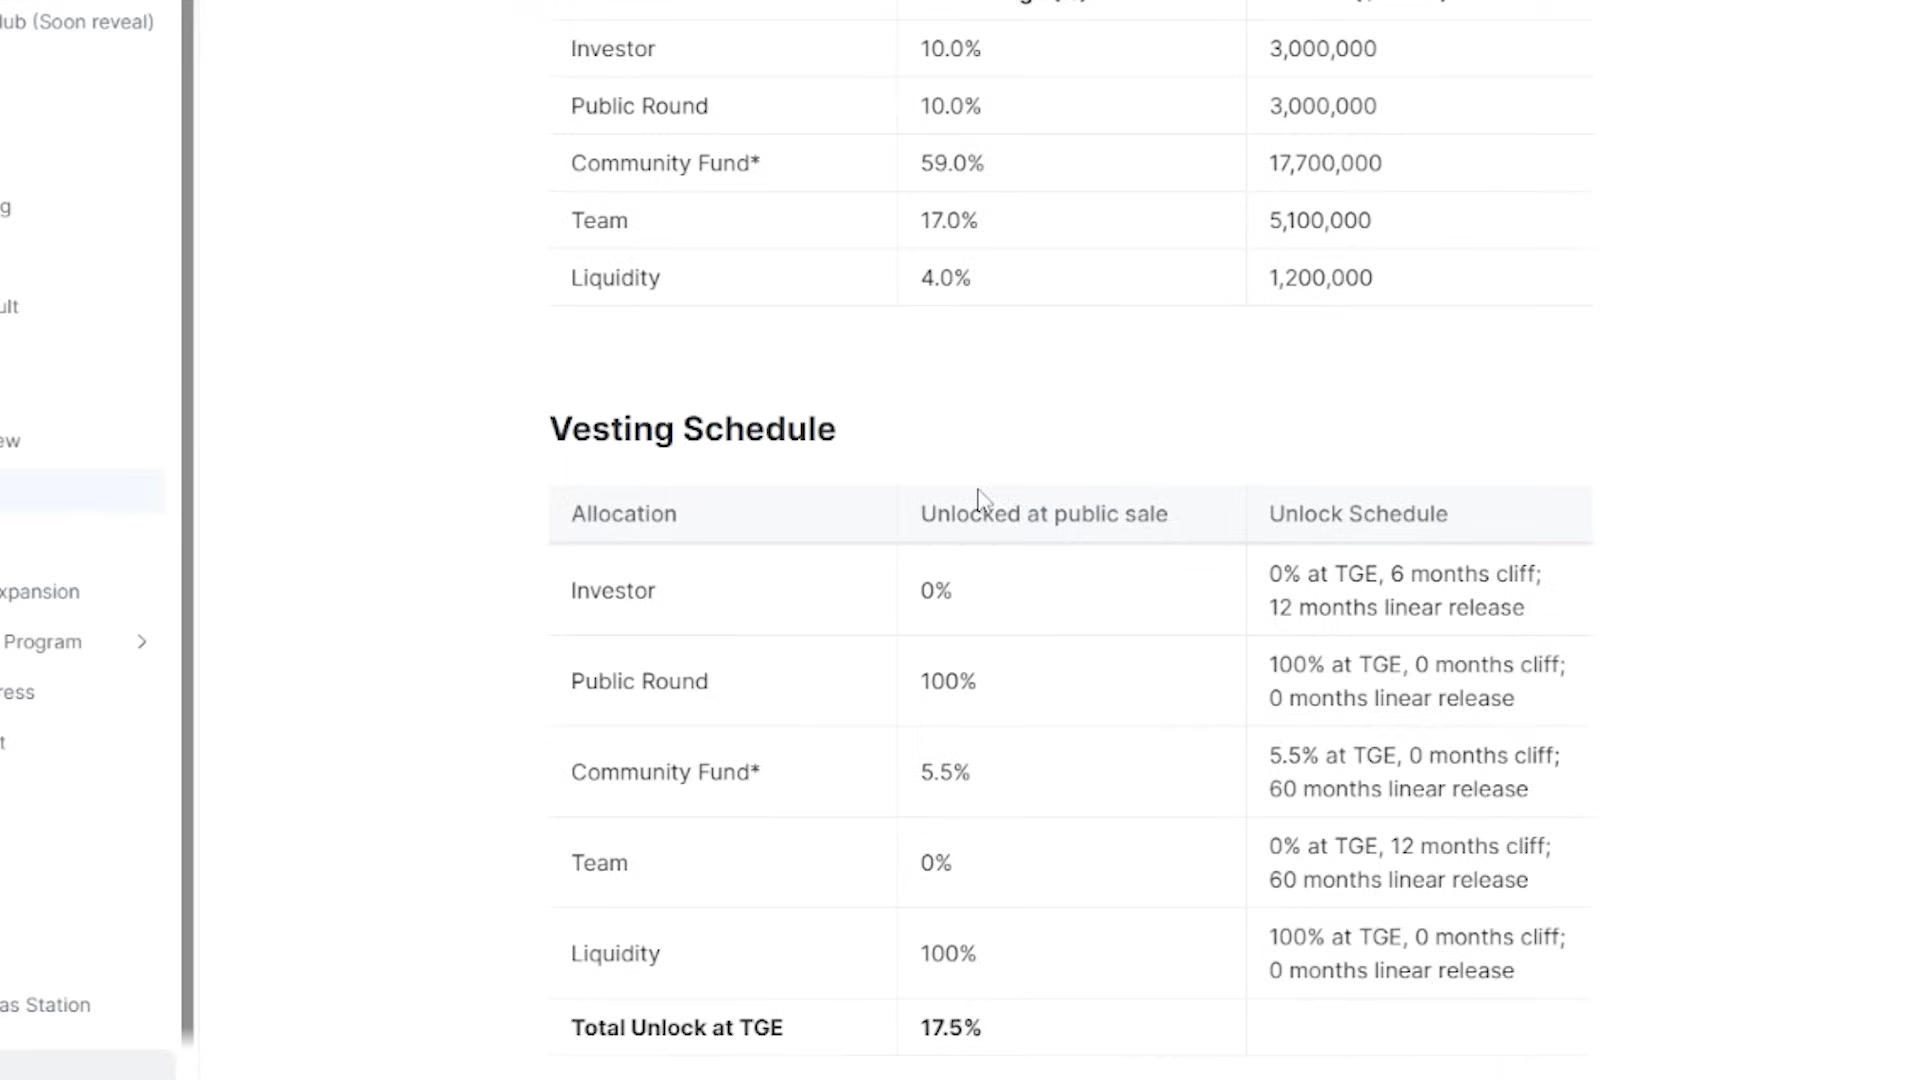 lub (Soon reveal)
g
ult
ew
xpansion
Program
ress
t
as Station
Investor 10.0% 3,000,000
Public Round 10.0% 3,000,000
Community Fund* 59.0% 17,700,000
Team 17.0% 5,100,000
Liquidity 4.0% 1,200,000
Vesting Schedule
Allocation Unlocked at public sale Unlock Schedule
Investor 0% 0% at TGE, 6 months cliff;
12 months linear release
Public Round 100% 100% at TGE, 0 months cliff;
0 months linear release
Community Fund* 5.5% 5.5% at TGE, 0 months cliff;
60 months linear release
Team 0% 0% at TGE, 12 months cliff;
60 months linear release
Liquidity 100% 100% at TGE, 0 months cliff;
0 months linear release
Total Unlock at TGE 17.5%